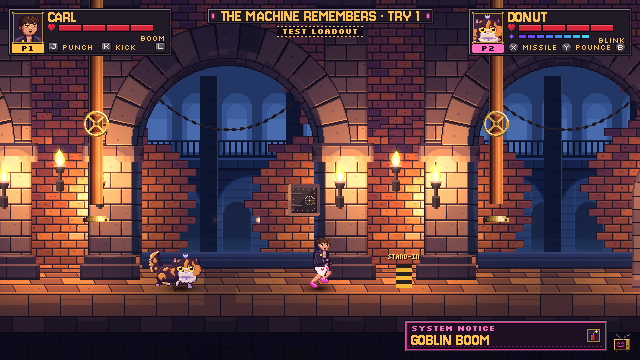 CARL
BOOM
P1 J PUNCH K KICK L
THE MACHINE REMEMBERS · TRY 1
TEST LOADOUT
DONUT
BLINK
P2 X MISSILE Y POUNCE B
STAND-IN
SYSTEM NOTICE
GOBLIN BOOM